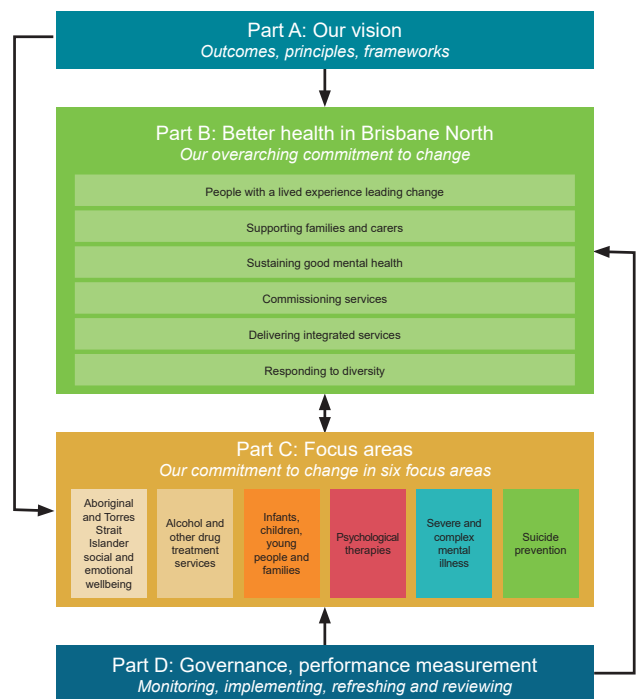 Part A: Our vision
Outcomes, principles, frameworks
Part B: Better health in Brisbane North
Our overarching commitment to change
People with a lived experience leading change
Supporting families and carers
Sustaining good mental health
Commissioning services
Delivering integrated services
Responding to diversity
Part C: Focus areas
Our commitment to change in six focus areas
Aboriginal
and Torres
Strait
Islander
social and
emotional
wellbeing
Alcohol and
other drug
treatment
services
Infants,
children,
young
people and
families
Psychological
therapies
Severe and
complex
mental
illness
Suicide
prevention
Part D: Governance, performance measurement
Monitoring, implementing, refreshing and reviewing